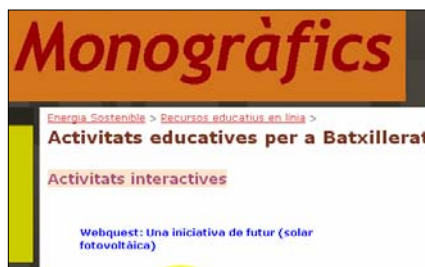 Monogràfics
Energia Sostenible > Recursos educatius en línia >
Activitats educatives per a Batxillerat
Activitats interactives
Webquest: Una iniciativa de futur (solar
fotovoltàica)